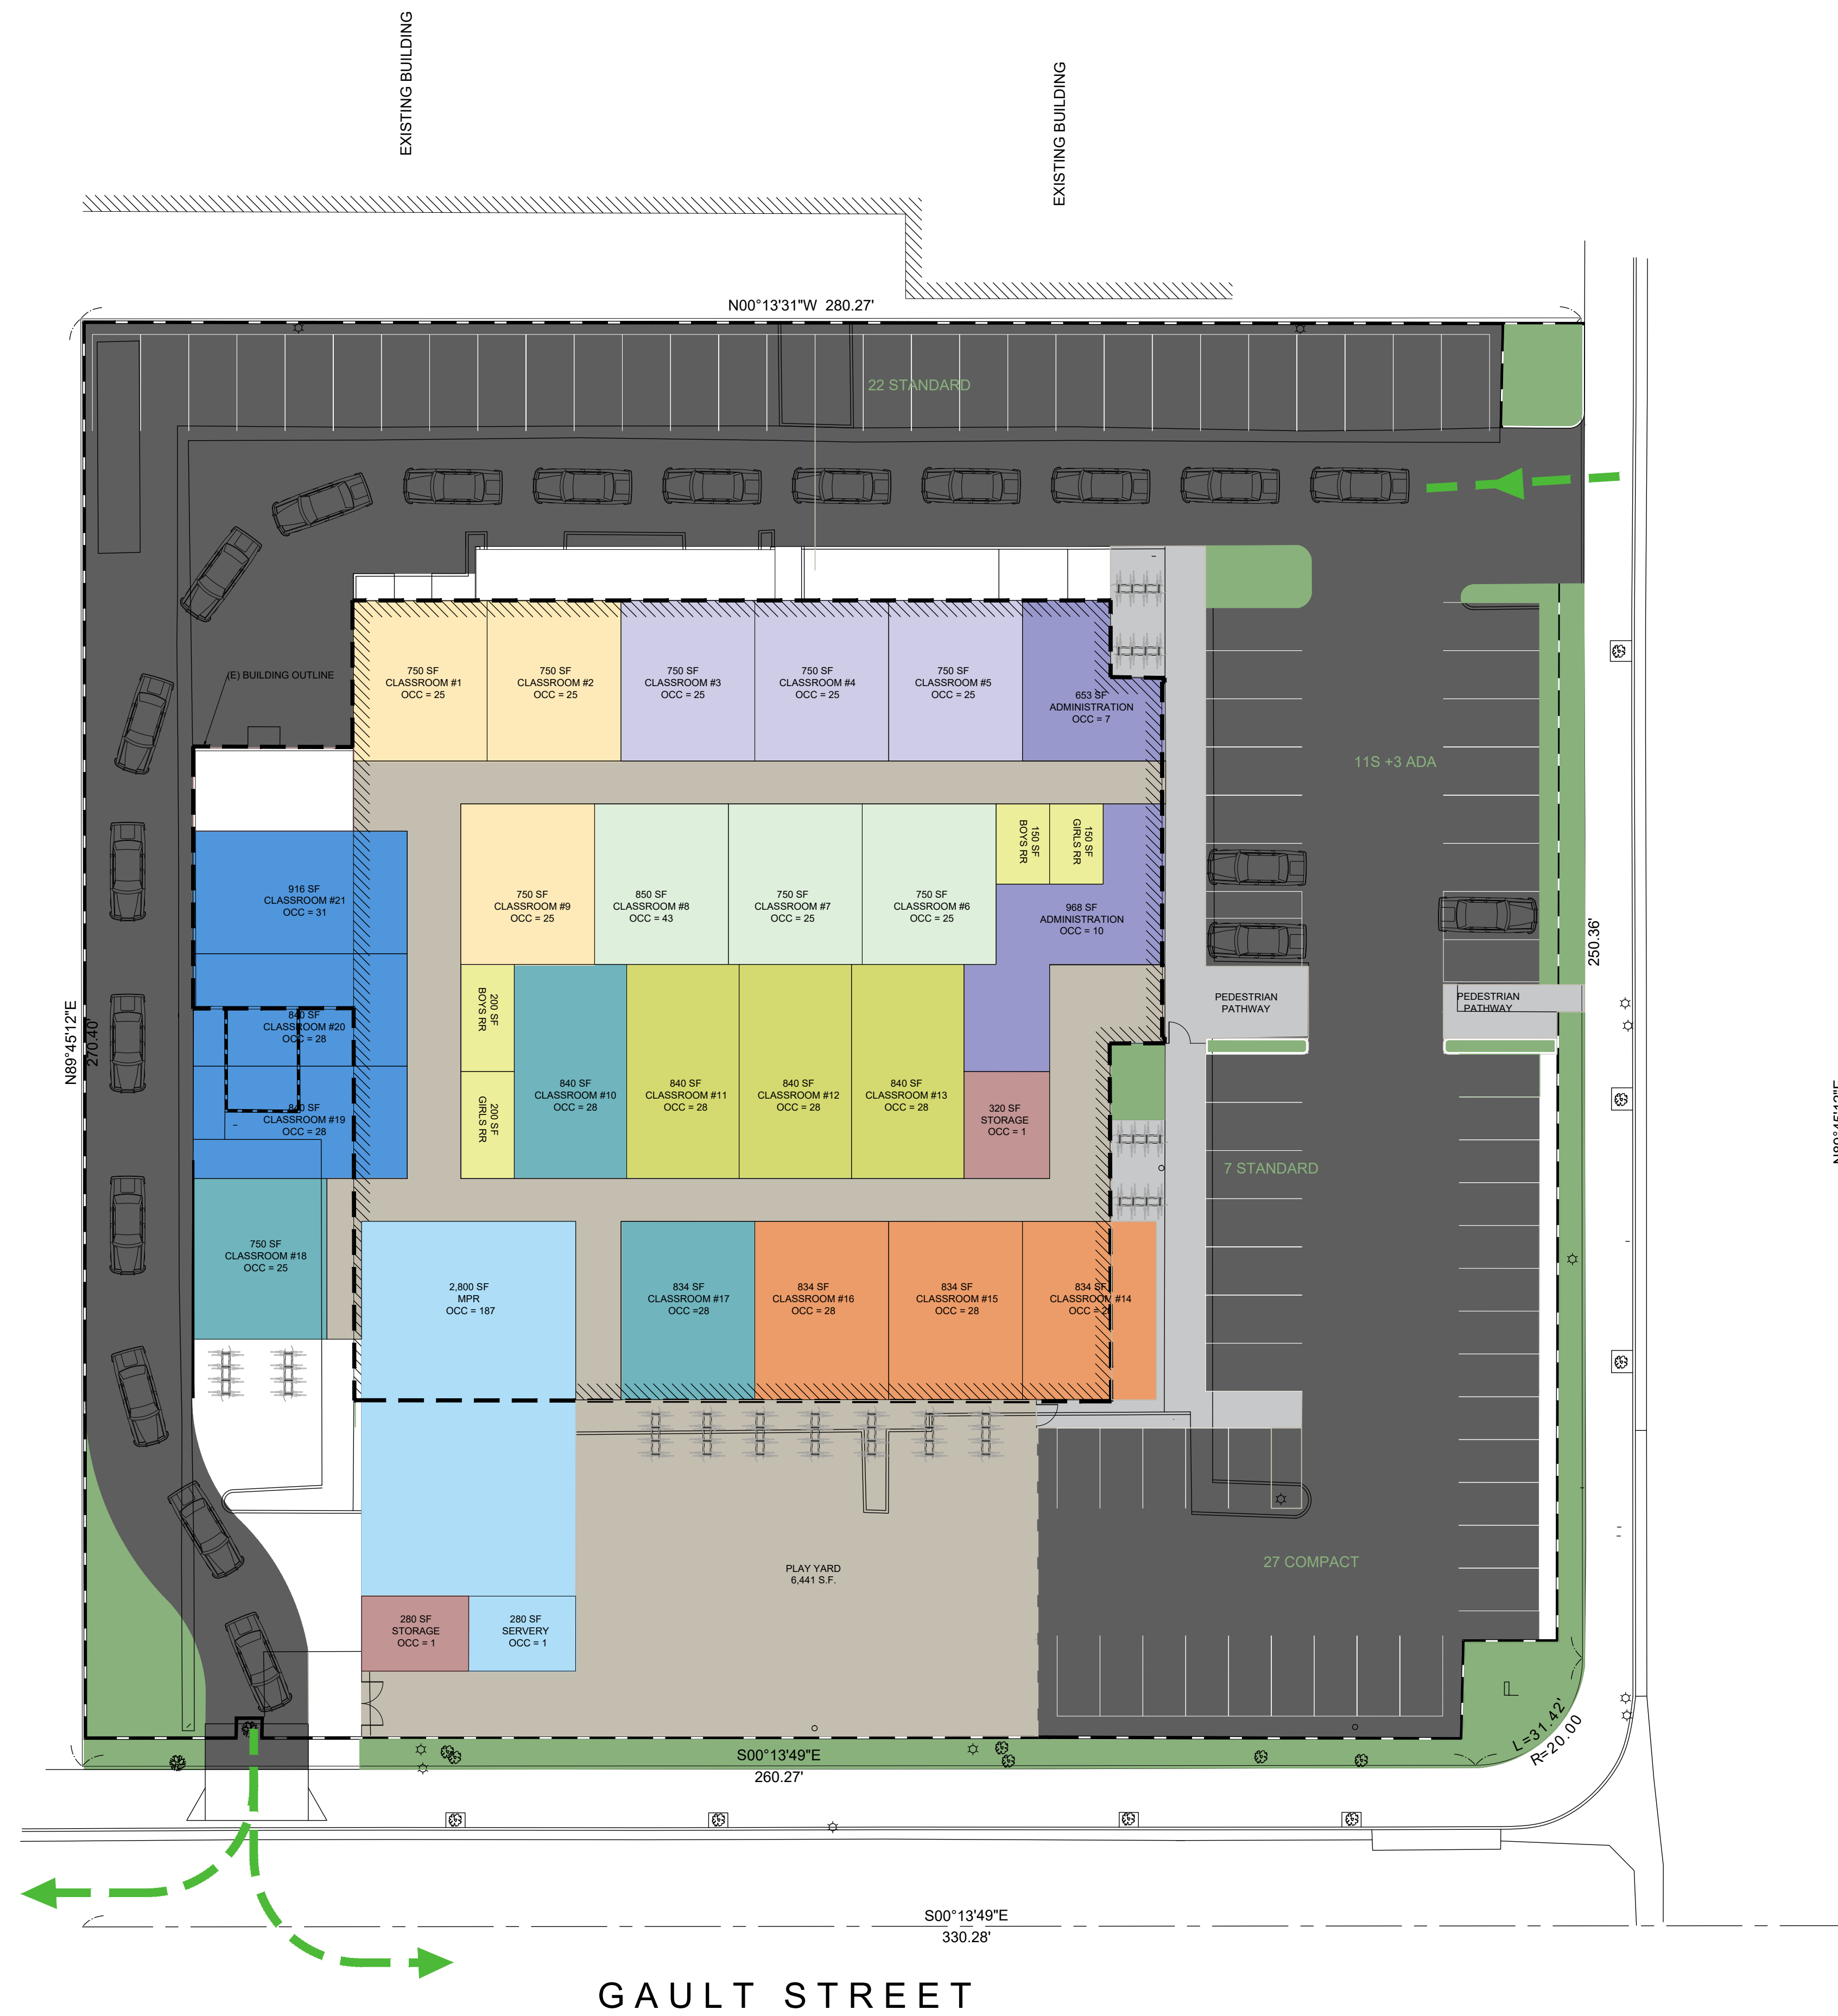 EXISTING BUILDING
EXISTING BUILDING
N00°13'31"W 280.27'
22 STANDARD
(E) BUILDING OUTLINE
750 SF
CLASSROOM #1
OCC = 25
750 SF
CLASSROOM #2
OCC = 25
750 SF
CLASSROOM #3
OCC = 25
750 SF
CLASSROOM #4
OCC = 25
750 SF
CLASSROOM #5
OCC = 25
653 SF
ADMINISTRATION
OCC = 7
11S +3 ADA
916 SF
CLASSROOM #21
OCC = 31
750 SF
CLASSROOM #9
OCC = 25
850 SF
CLASSROOM #8
OCC = 43
750 SF
CLASSROOM #7
OCC = 25
750 SF
CLASSROOM #6
OCC = 25
150 SF
BOYS RR
150 SF
GIRLS RR
968 SF
ADMINISTRATION
OCC = 10
250.36'
PEDESTRIAN
PATHWAY
PEDESTRIAN
PATHWAY
N89°45'12"E
270.40'
840 SF
CLASSROOM #20
OCC = 28
200 SF
BOYS RR
840 SF
CLASSROOM #19
OCC = 28
200 SF
GIRLS RR
840 SF
CLASSROOM #10
OCC = 28
840 SF
CLASSROOM #11
OCC = 28
840 SF
CLASSROOM #12
OCC = 28
840 SF
CLASSROOM #13
OCC = 28
320 SF
STORAGE
OCC = 1
7 STANDARD
750 SF
CLASSROOM #18
OCC = 25
2,800 SF
MPR
OCC = 187
834 SF
CLASSROOM #17
OCC =28
834 SF
CLASSROOM #16
OCC = 28
834 SF
CLASSROOM #15
OCC = 28
834 SF
CLASSROOM #14
OCC =
PLAY YARD
6,441 S.F.
27 COMPACT
280 SF
STORAGE
OCC = 1
280 SF
SERVERY
OCC = 1
L=31.42'
R=20.00
S00°13'49"E
260.27'
S00°13'49"E
330.28'
GAULT STREET